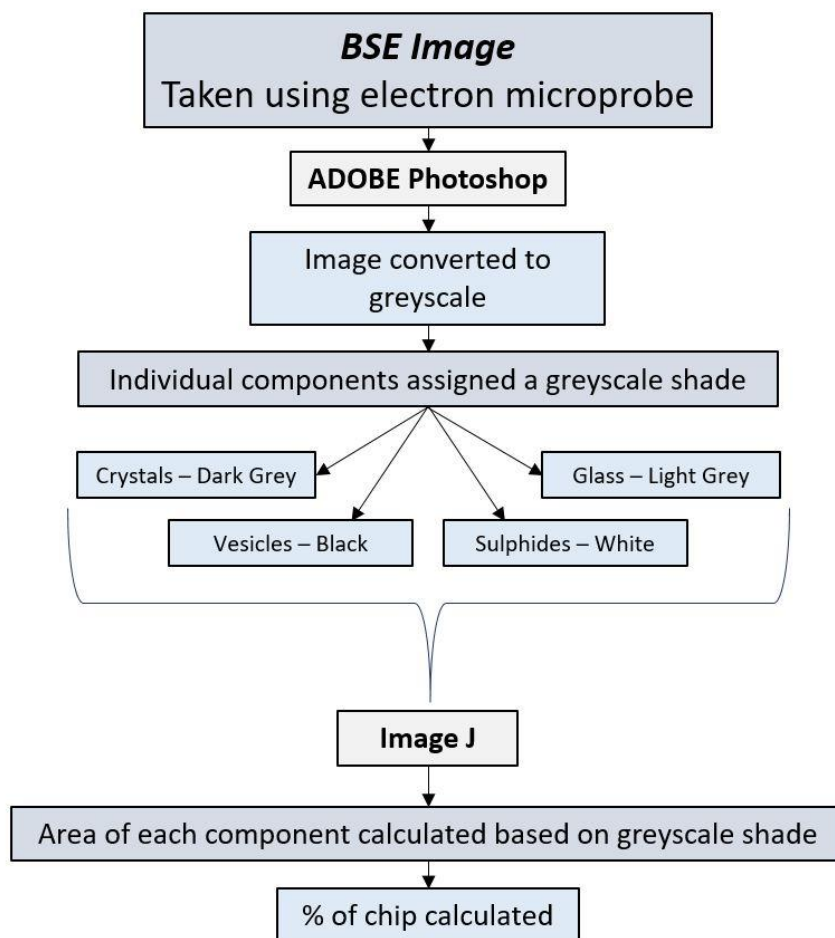 BSE Image
Taken using electron microprobe
ADOBE Photoshop
Image converted to
greyscale
Individual components assigned a greyscale shade
Crystals – Dark Grey
Glass – Light Grey
Vesicles – Black
Sulphides – White
Image J
Area of each component calculated based on greyscale shade
% of chip calculated